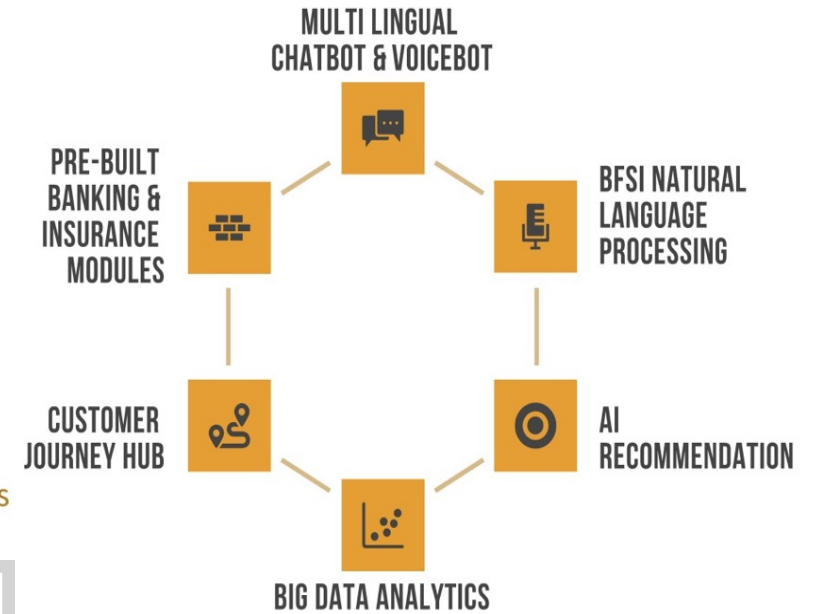 MULTI LINGUAL
CHATBOT & VOICEBOT
BFSI NATURAL
LANGUAGE
PROCESSING
AI
RECOMMENDATION
BIG DATA ANALYTICS
CUSTOMER
JOURNEY HUB
PRE-BUILT
BANKING &
INSURANCE
MODULES
s